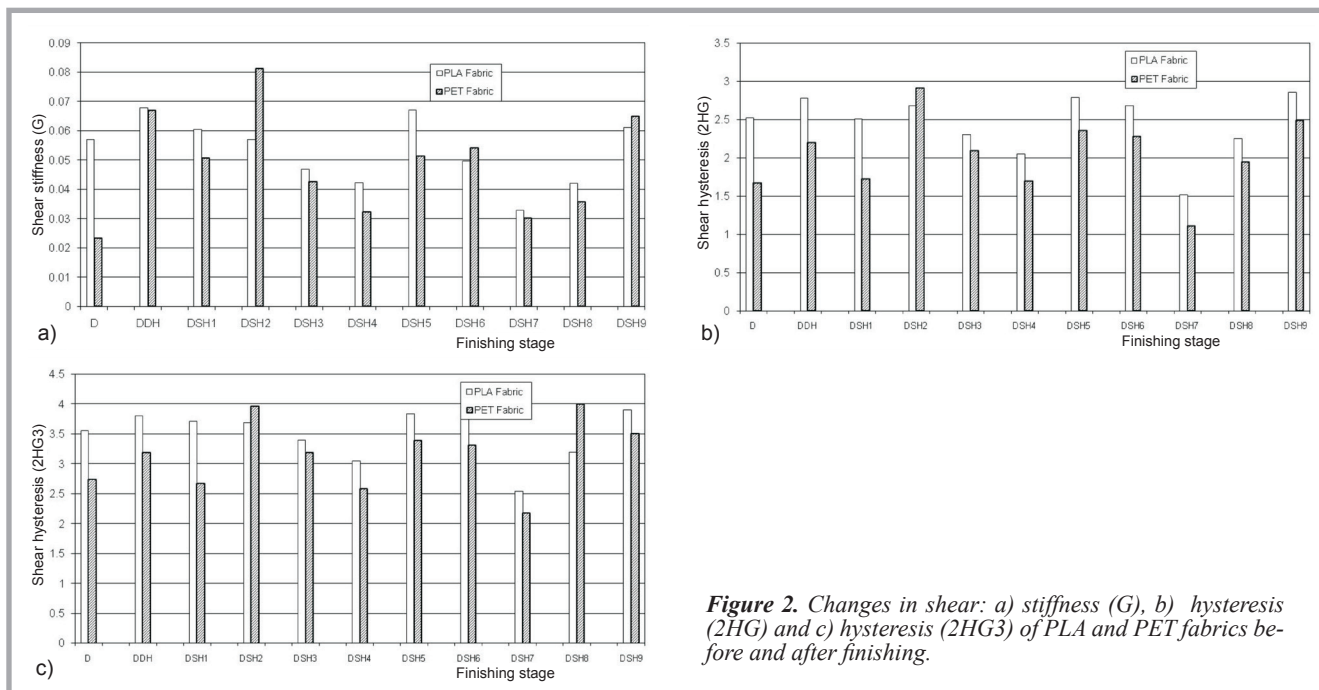 0.09
0.08
0.07
0.06
0.05
0.04
0.03
0.02
0.01
0
Shear stiffness (G)
PLA Fabric
PET Fabric
D DDH DSH1 DSH2 DSH3 DSH4 DSH5 DSH6 DSH7 DSH8 DSH9
a)
Finishing stage
3.5
3
2.5
2
1.5
1
0.5
0
Shear hysteresis (2HG)
PLA Fabric
PET Fabric
D DDH DSH1 DSH2 DSH3 DSH4 DSH5 DSH6 DSH7 DSH8 DSH9
b)
Finishing stage
4.5
4
3.5
3
2.5
2
1.5
1
0.5
0
Shear hysteresis (2HG3)
PLA Fabric
PET Fabric
D DDH DSH1 DSH2 DSH3 DSH4 DSH5 DSH6 DSH7 DSH8 DSH9
c)
Finishing stage
Figure 2. Changes in shear: a) stiffness (G), b) hysteresis
(2HG) and c) hysteresis (2HG3) of PLA and PET fabrics be-
fore and after finishing.